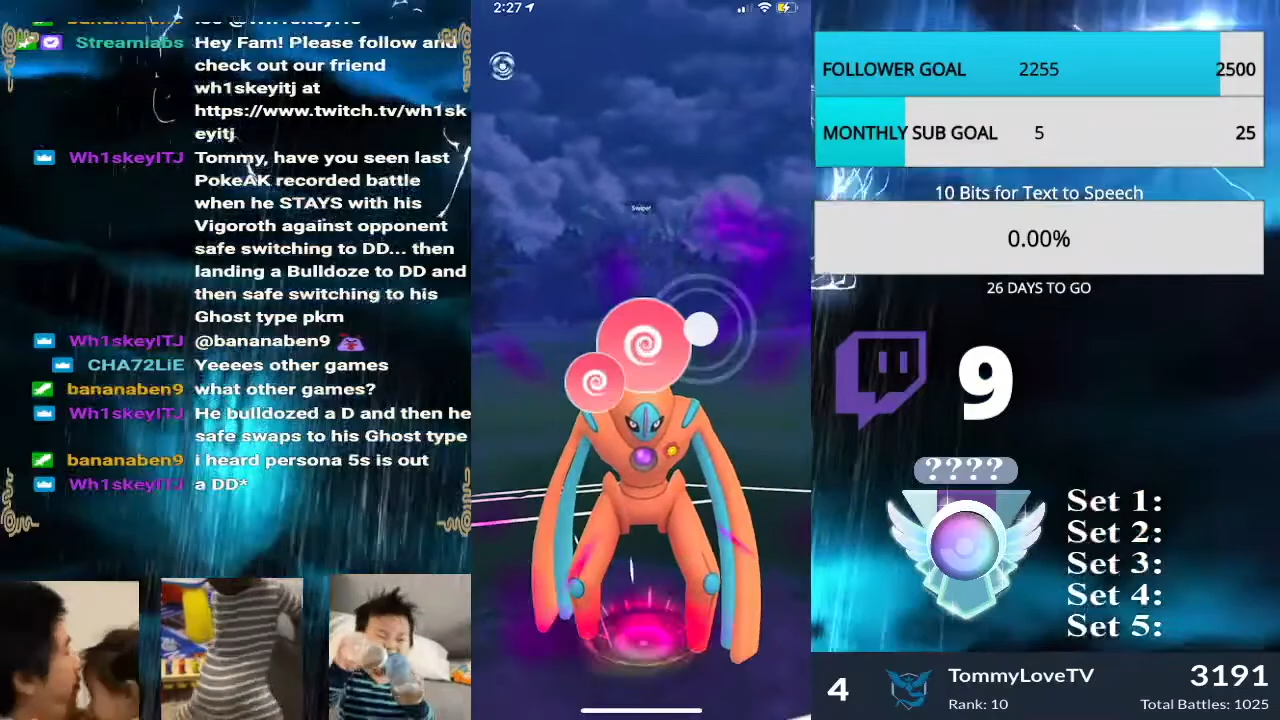 Streamlabs Hey Fam! Please follow and
check out our friend
wh1skeyitj at
https://www.twitch.tv/wh1sk
eyitj
Wh1skeyITJ Tommy, have you seen last
PokeAK recorded battle
when he STAYS with his
Vigoroth against opponent
safe switching to DD... then
landing a Bulldoze to DD and
then safe switching to his
Ghost type pkm
Wh1skeyITJ @bananaben9
CHA72LiE Yeeees other games
bananaben9 what other games?
Wh1skeyITJ He bulldozed a D and then he
safe swaps to his Ghost type
bananaben9 i heard persona 5s is out
Wh1skeyITJ a DD*
2:27
Swipe!
FOLLOWER GOAL 2255 2500
MONTHLY SUB GOAL 5 25
10 Bits for Text to Speech
0.00%
26 DAYS TO GO
9
????
Set 1:
Set 2:
Set 3:
Set 4:
Set 5:
4 TommyLoveTV 3191
Rank: 10 Total Battles: 1025